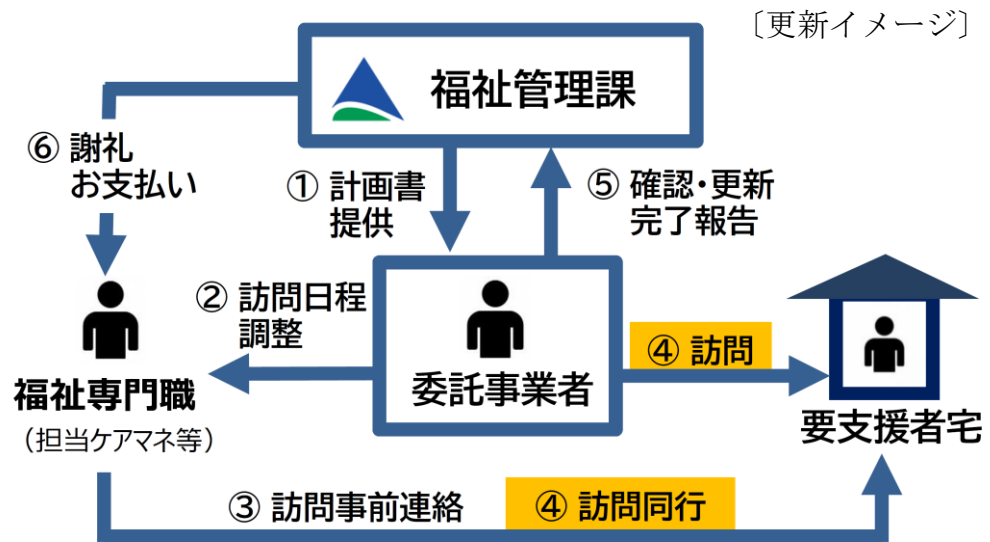 〔更新イメージ〕
福祉管理課
⑥ 謝礼
お支払い
① 計画書
提供
⑤ 確認・更新
完了報告
② 訪問日程
調整
④ 訪問
委託事業者
福祉専門職
（担当ケアマネ等）
要支援者宅
③ 訪問事前連絡
④ 訪問同行